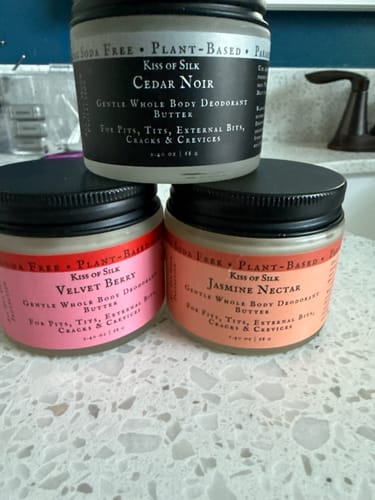 Soda Free • Plant-Based •
Kiss of Silk
Cedar Noir
Gentle Whole Body Deodorant
Butter
For Pits, Tits, External Bits,
Cracks & Crevices
Free • Plant-Based
Kiss of Silk
Velvet Berry
Gentle Whole Body Deodorant
Butter
For Pits, Tits, External Bits,
Cracks & Crevices
Soda Free • Plant-Based •
Kiss of Silk
Jasmine Nectar
Gentle Whole Body Deodorant
Butter
For Pits, Tits, External Bits,
Cracks & Crevices